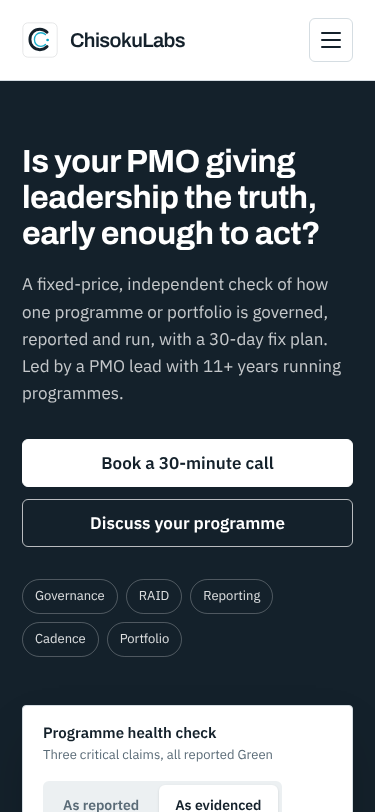 ChisokuLabs
Is your PMO giving
leadership the truth,
early enough to act?
A fixed-price, independent check of how
one programme or portfolio is governed,
reported and run, with a 30-day fix plan.
Led by a PMO lead with 11+ years running
programmes.
Book a 30-minute call
Discuss your programme
Governance RAID Reporting
Cadence Portfolio
Programme health check
Three critical claims, all reported Green
As reported As evidenced